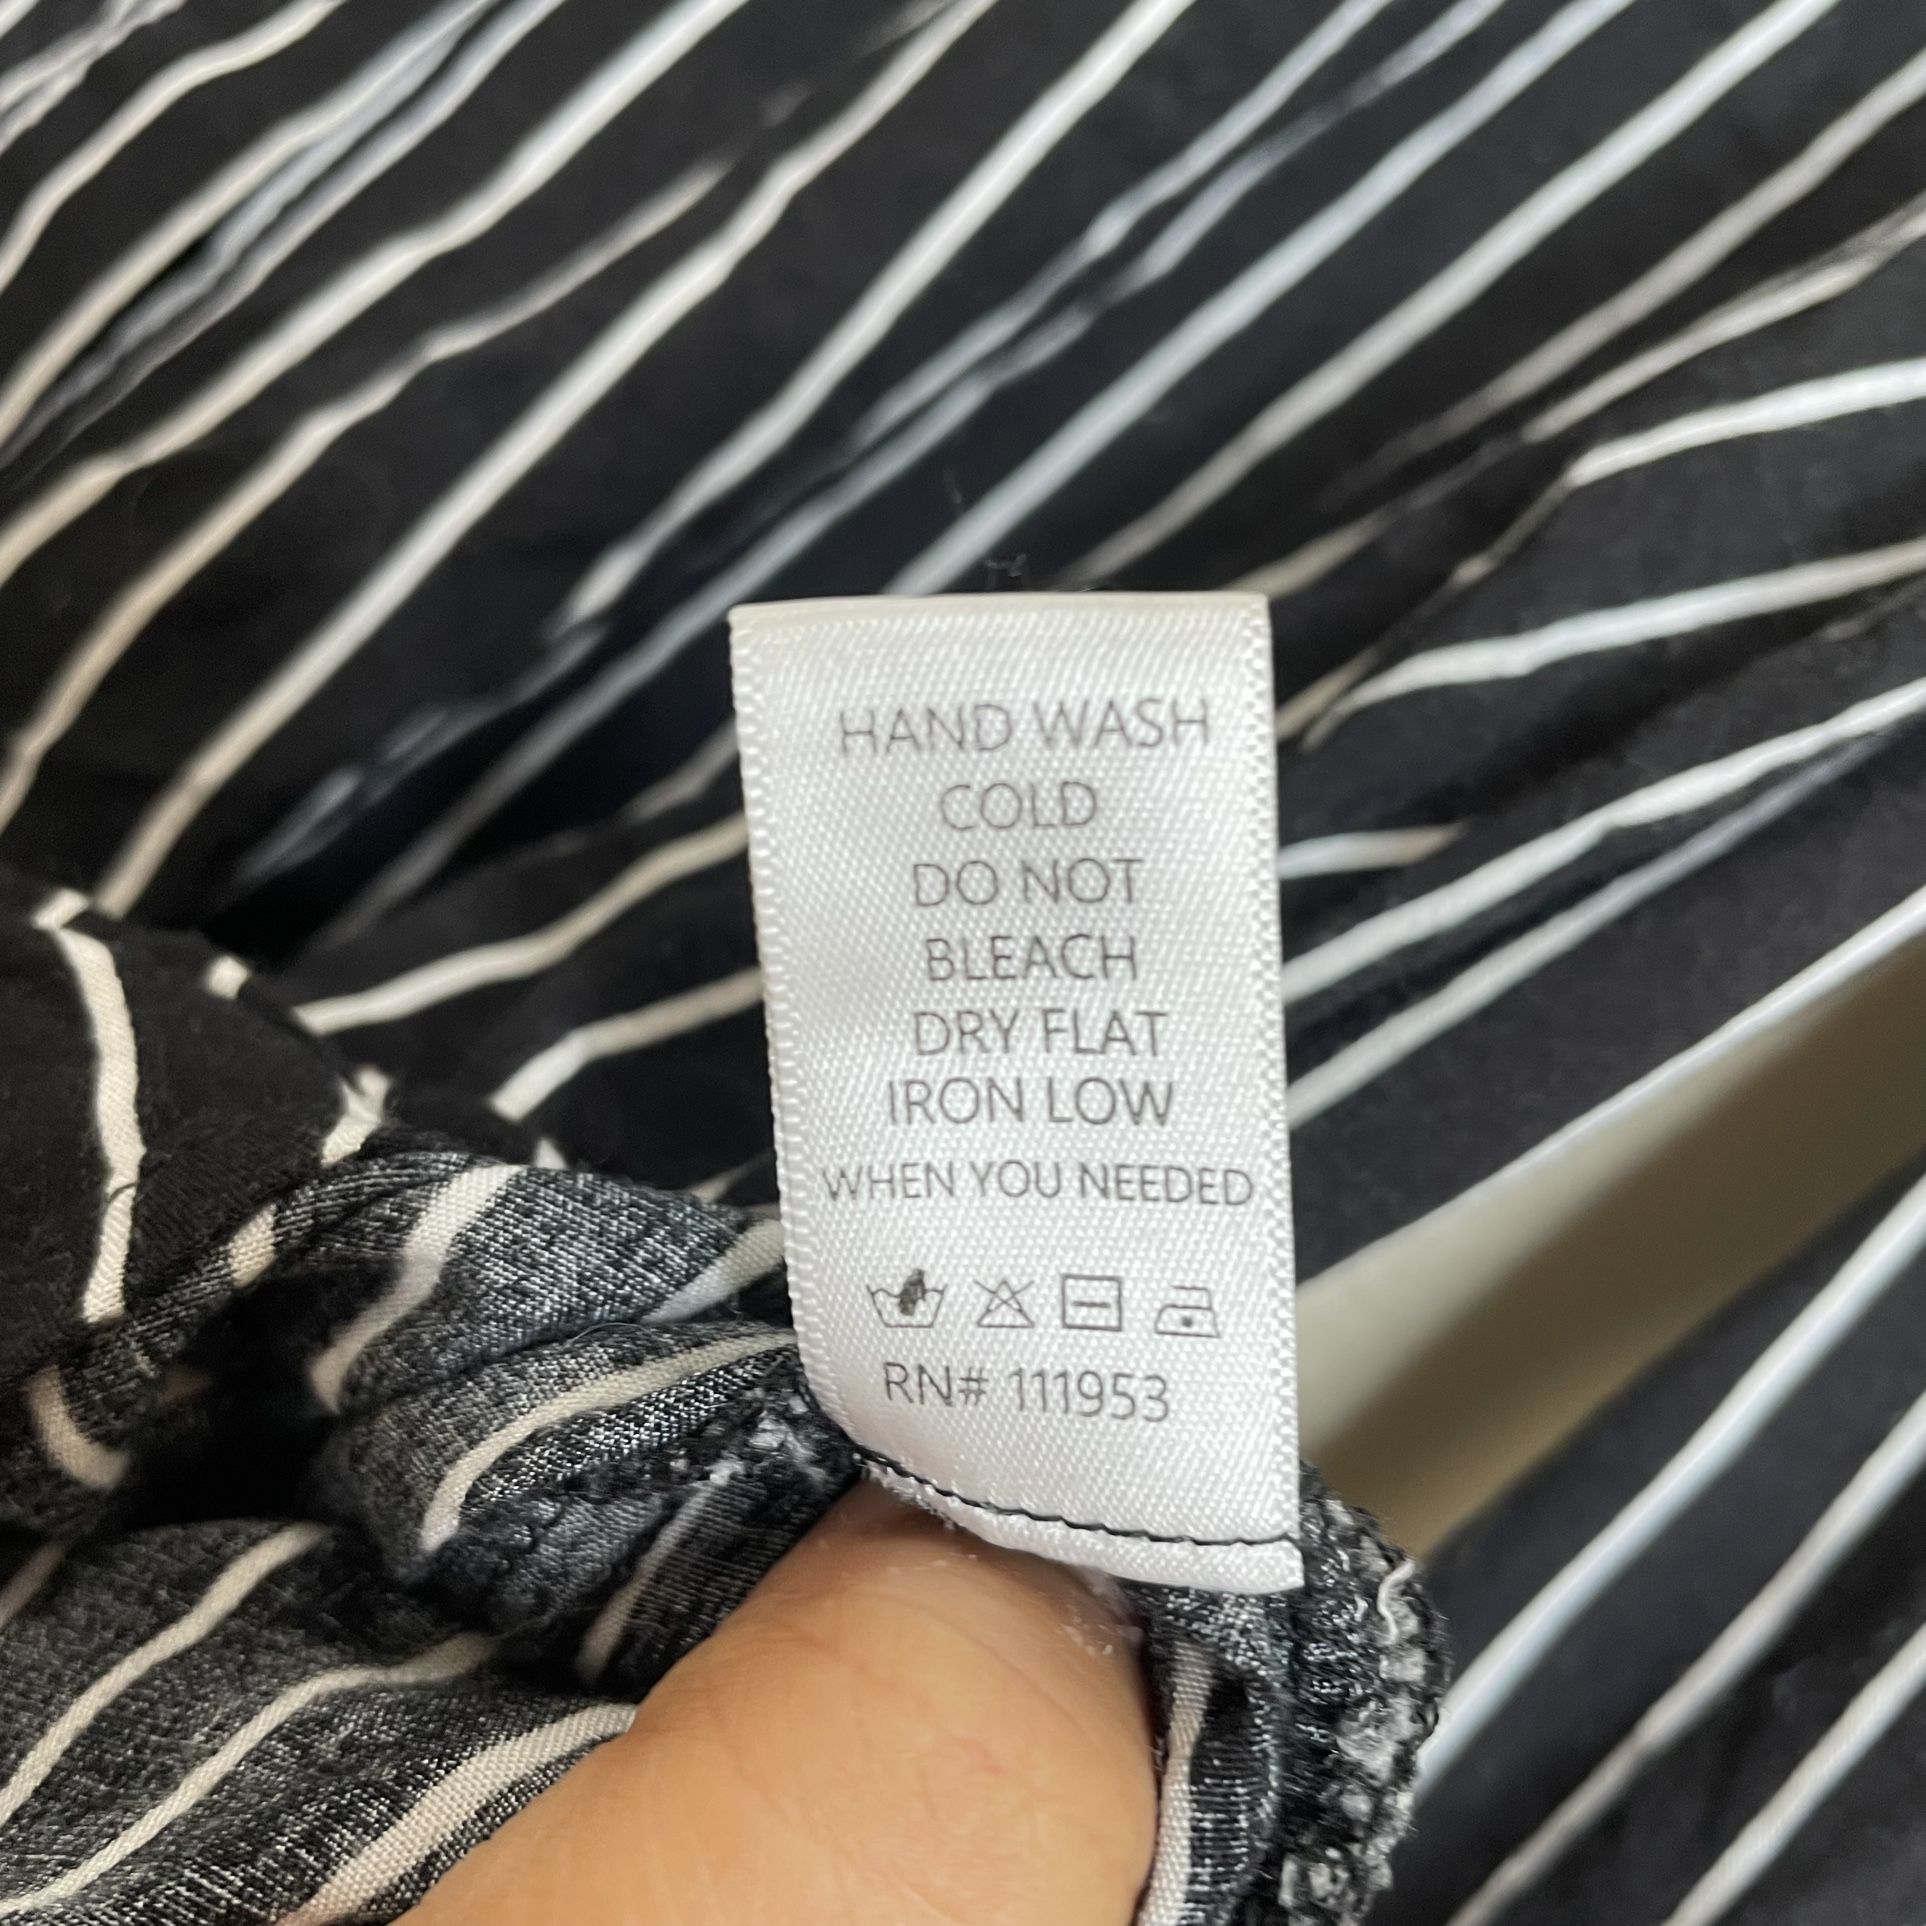 HAND WASH
COLD
DO NOT
BLEACH
DRY FLAT
IRON LOW
WHEN YOU NEEDED
RN# 111953